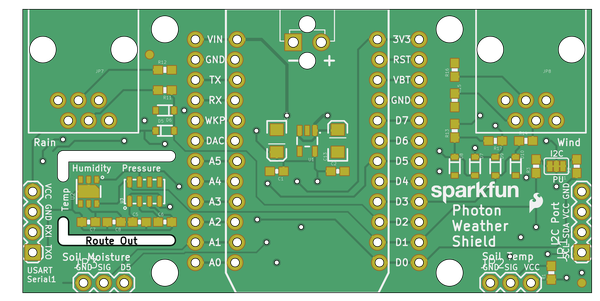 VIN
GND
TX
RX
WKP
DAC
A5
A4
A3
A2
A1
A0
- +
3V3
RST
VBT
GND
D7
D6
D5
D4
D3
D2
D1
D0
Rain
Wind
Humidity
Pressure
Temp
Route Out
VCC
GND
RX1
TX0
USART
Serial1
Soil Moisture
GND SIG D5
sparkfun
Photon
Weather
Shield
I2C
PU
I2C Port
GND
VCC
SDA
SCL
Soil Temp
GND SIG VCC